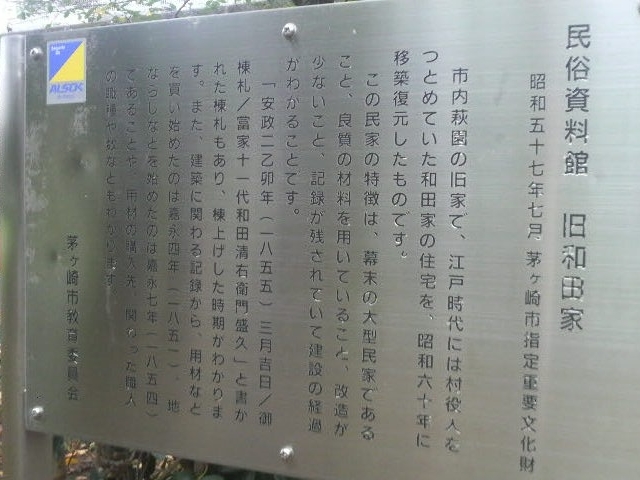 民俗資料館　旧和田家
昭和五十七年七月　茅ヶ崎市指定重要文化財
市内萩園の旧家で、江戸時代には村役人を
つとめていた和田家の住宅を、昭和六十年に
移築復元したものです。
この民家の特徴は、幕末の大型民家である
こと、良質の材料を用いていること、改造が
少ないこと、記録が残されていて建設の経過
がわかることです。
「安政二乙卯年（一八五五）三月吉日／御
棟札／富家十一代和田清右衛門盛久」と書か
れた棟札もあり、棟上げした時期がわかりま
す。また、建築に関わる記録から、用材など
を買い始めたのは嘉永四年（一八五一）、地
ならしなどを始めたのは嘉永七年（一八五四）
であることや、用材の購入先、関わった職人
の職種や数などもわかります。
茅ヶ崎市教育委員会
ALSOK